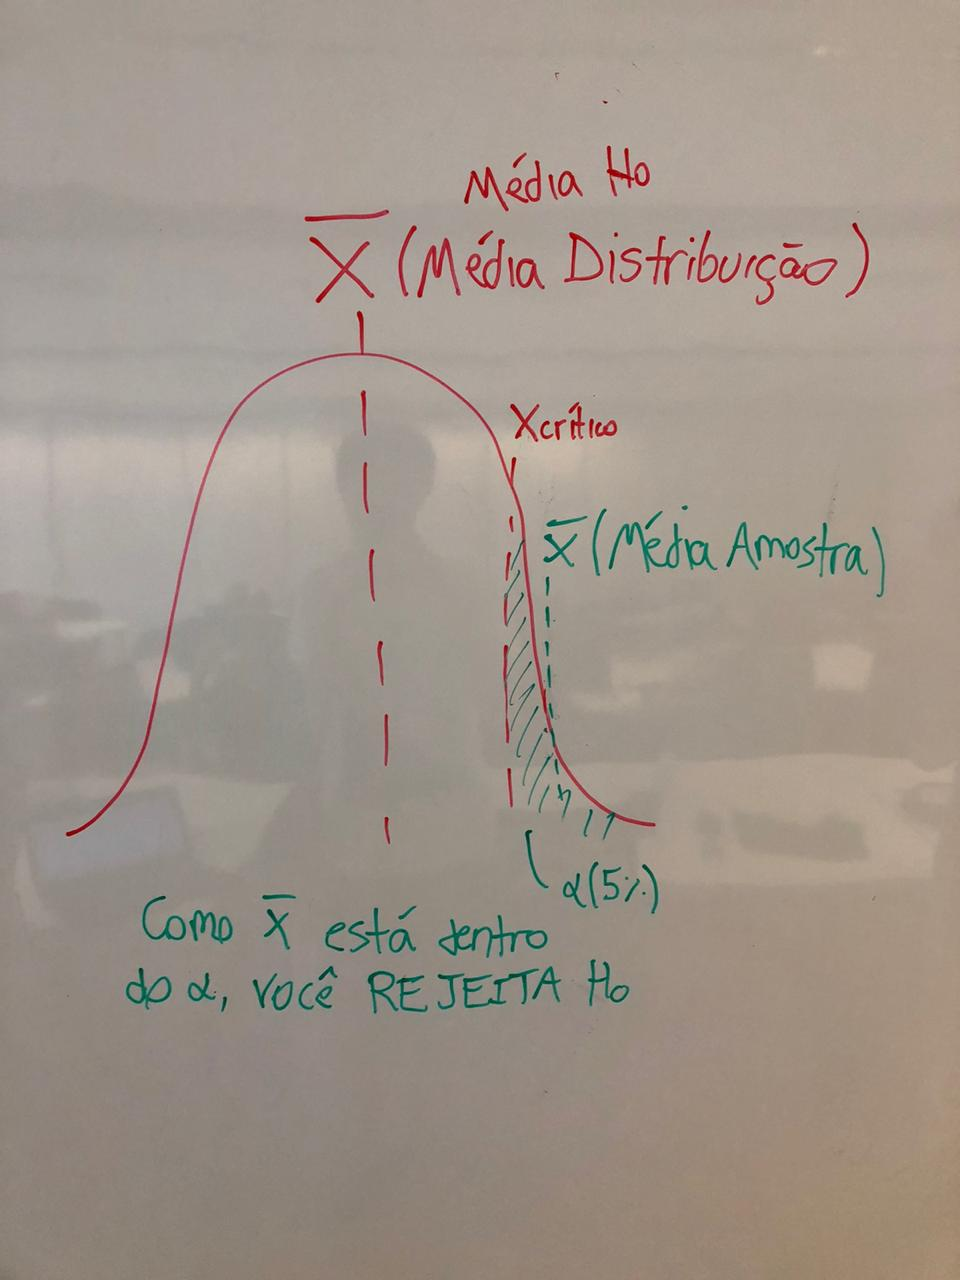 Média Ho
X̅ (Média Distribuição)
Xcrítico
x̅ (Média Amostra)
α(5%)
Como x̅ está dentro
do α, você REJEITA Ho